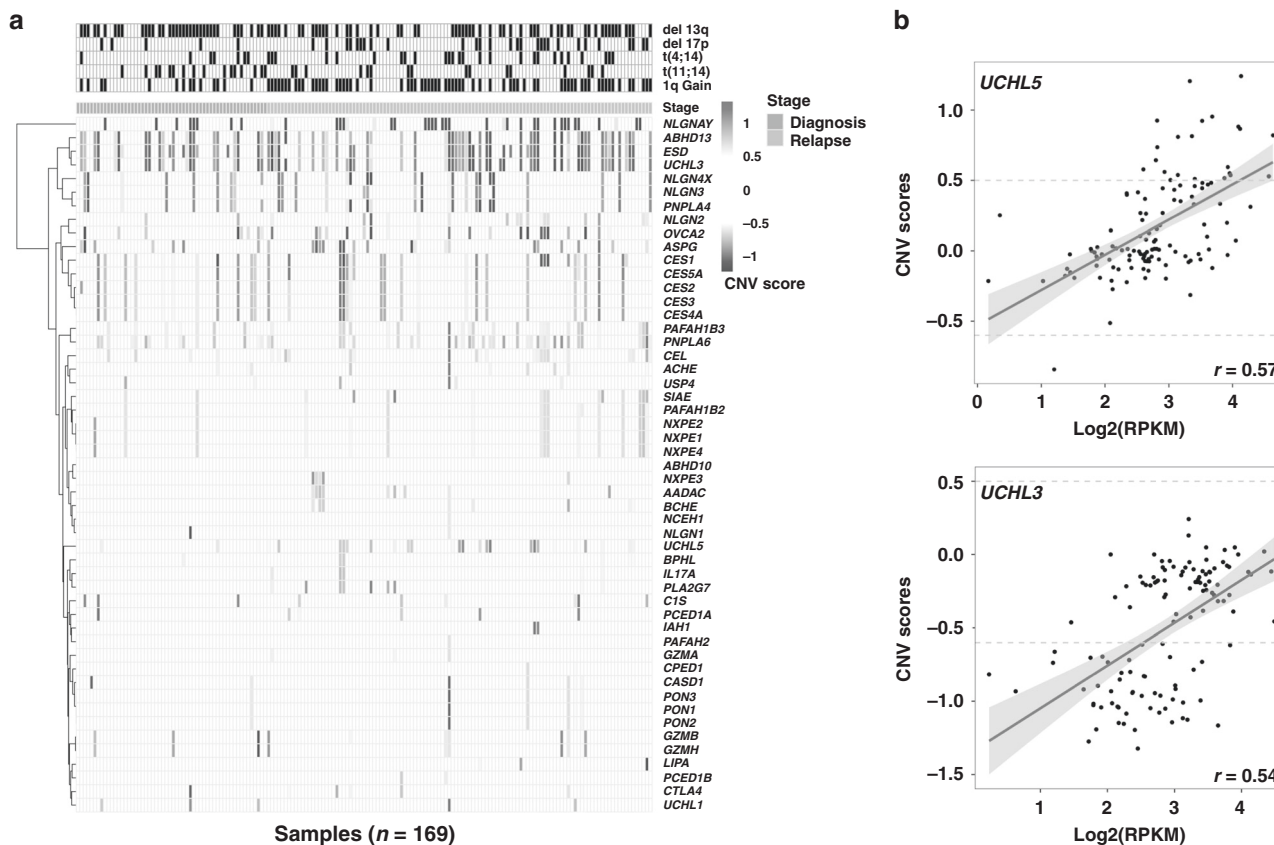 a
del 13q
del 17p
t(4;14)
t(11;14)
1q Gain
Stage
NLGNAY
ABHD13
ESD
UCHL3
NLGN4X
NLGN3
PNPLA4
NLGN2
OVCA2
ASPG
CES1
CES5A
CES2
CES3
CES4A
PAFAH1B3
PNPLA6
CEL
ACHE
USP4
SIAE
PAFAH1B2
NXPE2
NXPE1
NXPE4
ABHD10
NXPE3
AADAC
BCHE
NCEH1
NLGN1
UCHL5
BPHL
IL17A
PLA2G7
C1S
PCED1A
IAH1
PAFAH2
GZMA
CPED1
CASD1
PON3
PON1
PON2
GZMB
GZMH
LIPA
PCED1B
CTLA4
UCHL1
Samples (n = 169)
1
0.5
0
−0.5
−1
CNV score
Stage
Diagnosis
Relapse
b
UCHL5
CNV scores
1.0
0.5
0.0
−0.5
r = 0.57
0 1 2 3 4
Log2(RPKM)
UCHL3
CNV scores
0.5
0.0
−0.5
−1.0
−1.5
r = 0.54
1 2 3 4
Log2(RPKM)